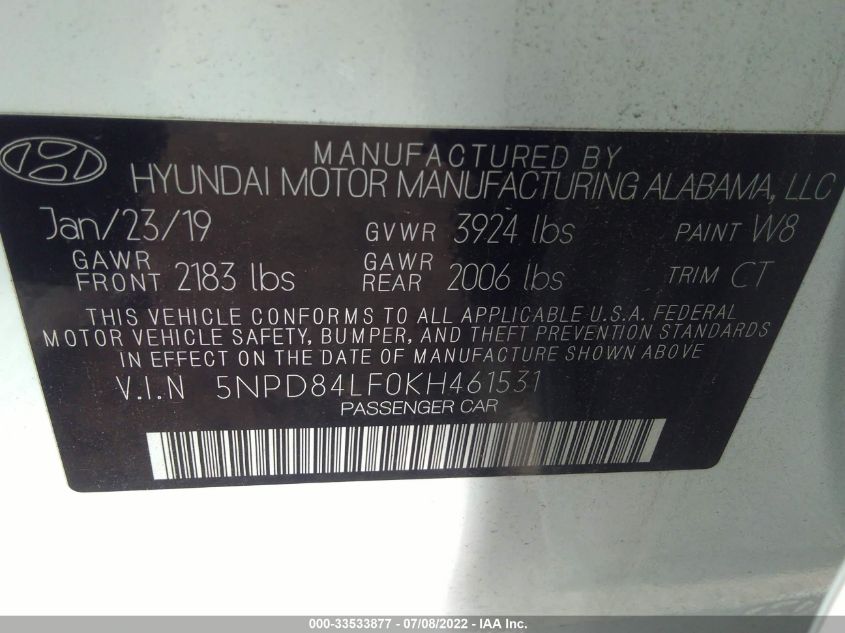 MANUFACTURED BY
HYUNDAI MOTOR MANUFACTURING ALABAMA, LLC
Jan/23/19 GVWR 3924 lbs PAINT W8
GAWR FRONT 2183 lbs GAWR REAR 2006 lbs TRIM CT
THIS VEHICLE CONFORMS TO ALL APPLICABLE U.S.A. FEDERAL
MOTOR VEHICLE SAFETY, BUMPER, AND THEFT PREVENTION STANDARDS
IN EFFECT ON THE DATE OF MANUFACTURE SHOWN ABOVE
V.I.N 5NPD84LF0KH461531
PASSENGER CAR
000-33533877 - 07/08/2022 - IAA Inc.